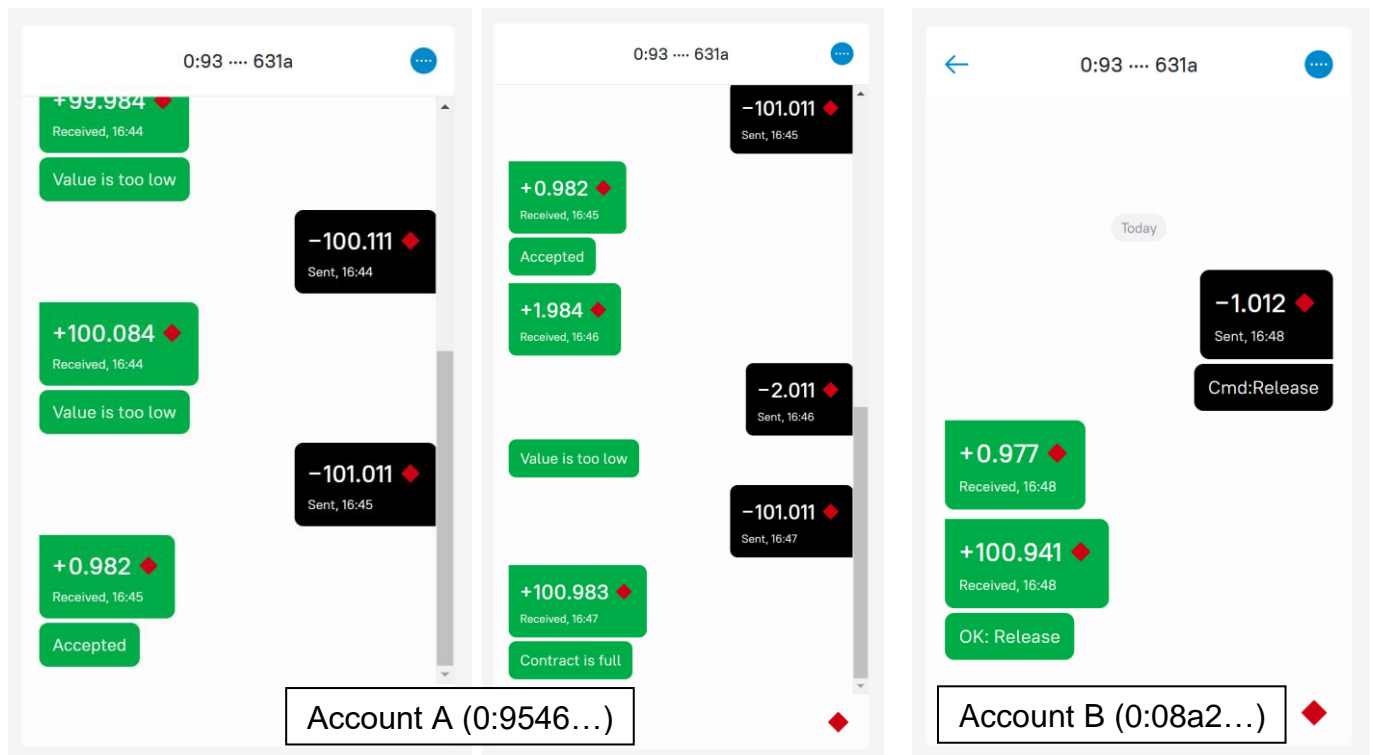 0:93 ···· 631a
+99.984
Received, 16:44
Value is too low
−100.111
Sent, 16:44
+100.084
Received, 16:44
Value is too low
−101.011
Sent, 16:45
+0.982
Received, 16:45
Accepted
0:93 ···· 631a
−101.011
Sent, 16:45
+0.982
Received, 16:45
Accepted
+1.984
Received, 16:46
−2.011
Sent, 16:46
Value is too low
−101.011
Sent, 16:47
+100.983
Received, 16:47
Contract is full
Account A (0:9546…)
0:93 ···· 631a
Today
−1.012
Sent, 16:48
Cmd:Release
+0.977
Received, 16:48
+100.941
Received, 16:48
OK: Release
Account B (0:08a2…)